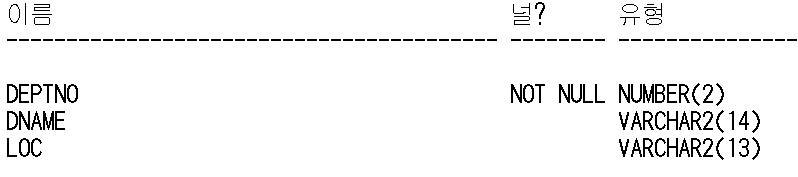 이름 널? 유형
----------------------------------------- -------- ---------------
DEPTNO NOT NULL NUMBER(2)
DNAME VARCHAR2(14)
LOC VARCHAR2(13)